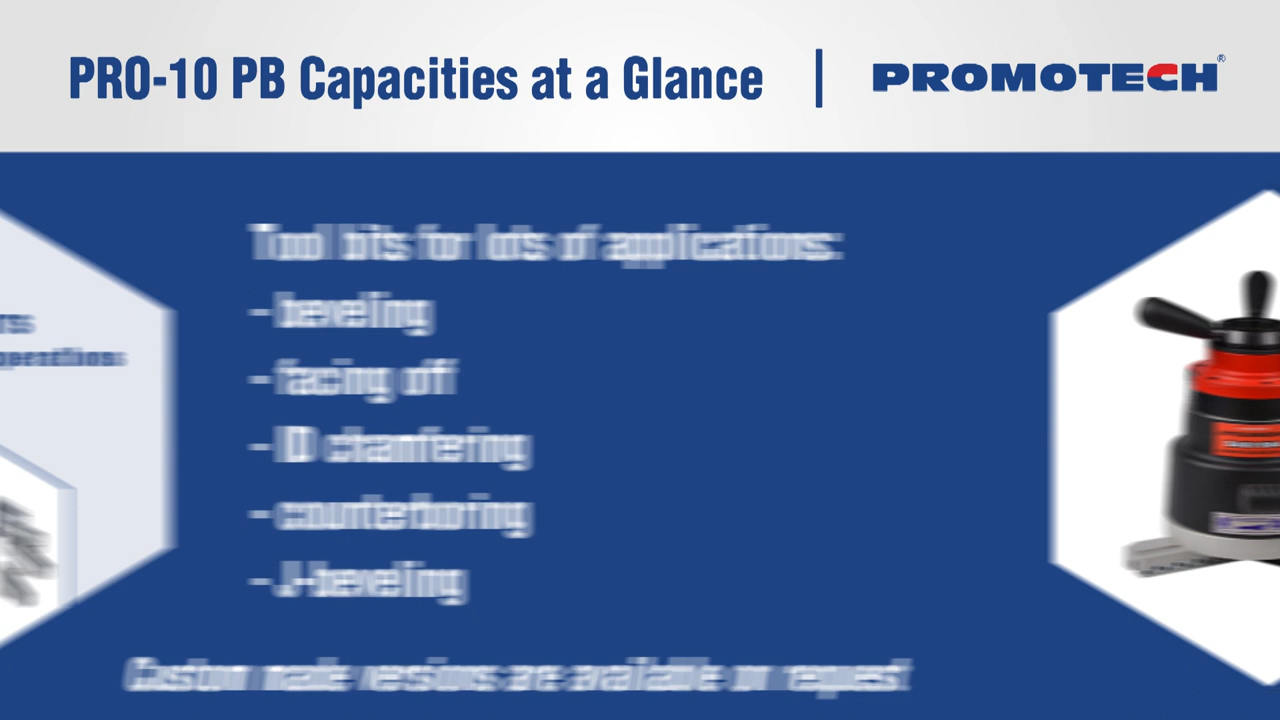 PRO-10 PB Capacities at a Glance
PROMOTECH®
Tool bits for lots of applications:
- beveling
- facing off
- ID chamfering
- counterboring
- J-beveling
operations
Custom made versions are available on request